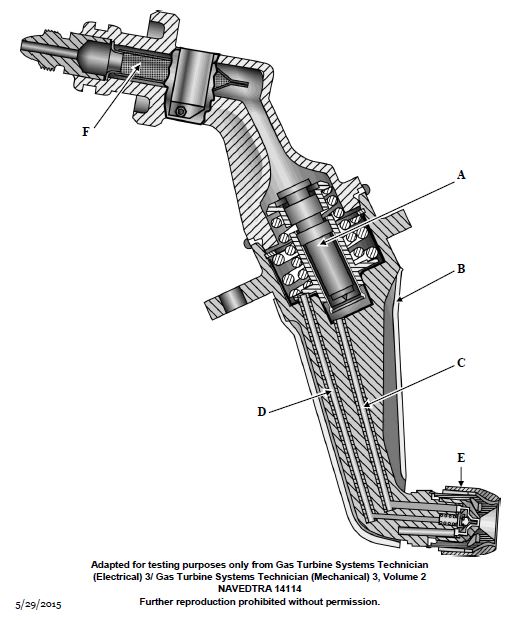 F
A
B
C
D
E
Adapted for testing purposes only from Gas Turbine Systems Technician
(Electrical) 3/ Gas Turbine Systems Technician (Mechanical) 3, Volume 2
NAVEDTRA 14114
5/29/2015
Further reproduction prohibited without permission.